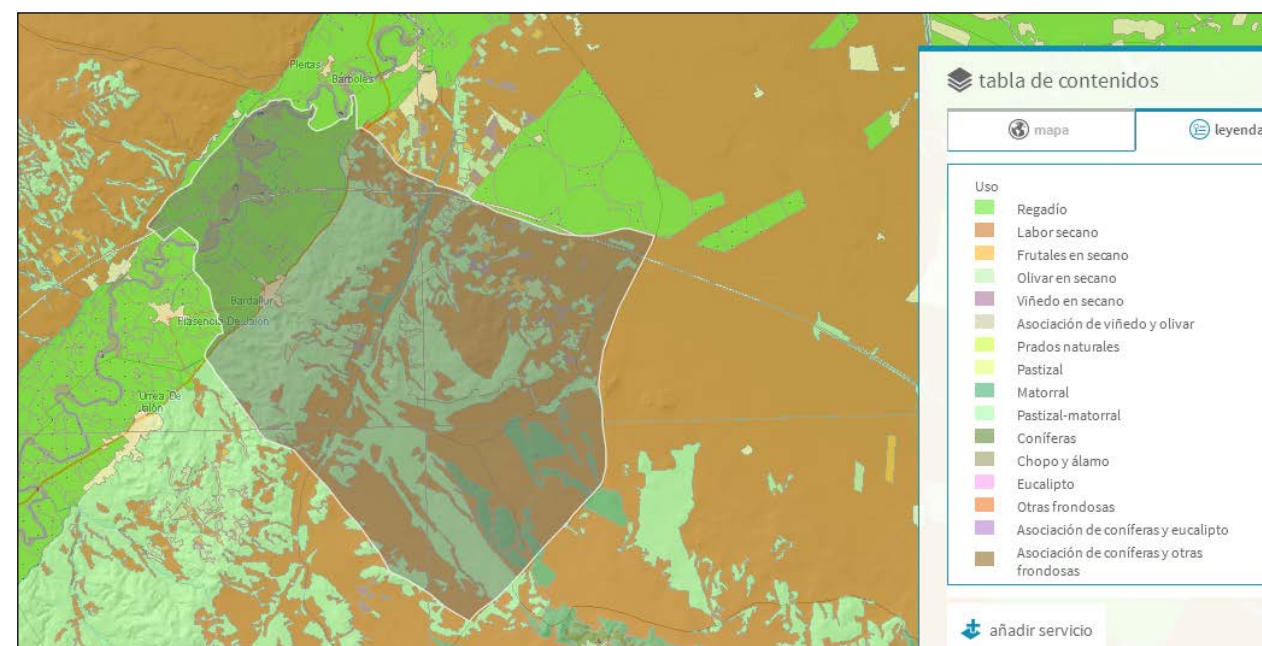 Pleitas
Bárboles
Bardallur
Plasencia De Jalón
Urrea De
Jalón
tabla de contenidos
mapa
leyenda
Uso
Regadío
Labor secano
Frutales en secano
Olivar en secano
Viñedo en secano
Asociación de viñedo y olivar
Prados naturales
Pastizal
Matorral
Pastizal-matorral
Coníferas
Chopo y álamo
Eucalipto
Otras frondosas
Asociación de coníferas y eucalipto
Asociación de coníferas y otras
frondosas
añadir servicio